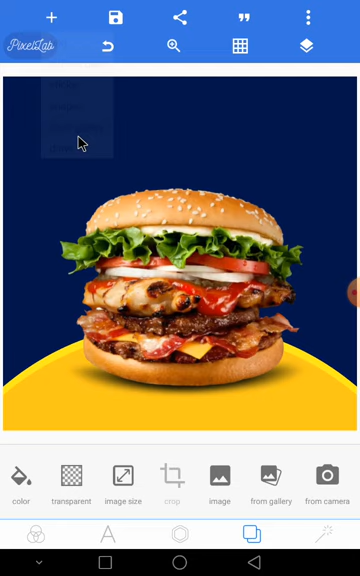 PixelLab
color
transparent
image size
crop
image
from gallery
from camera